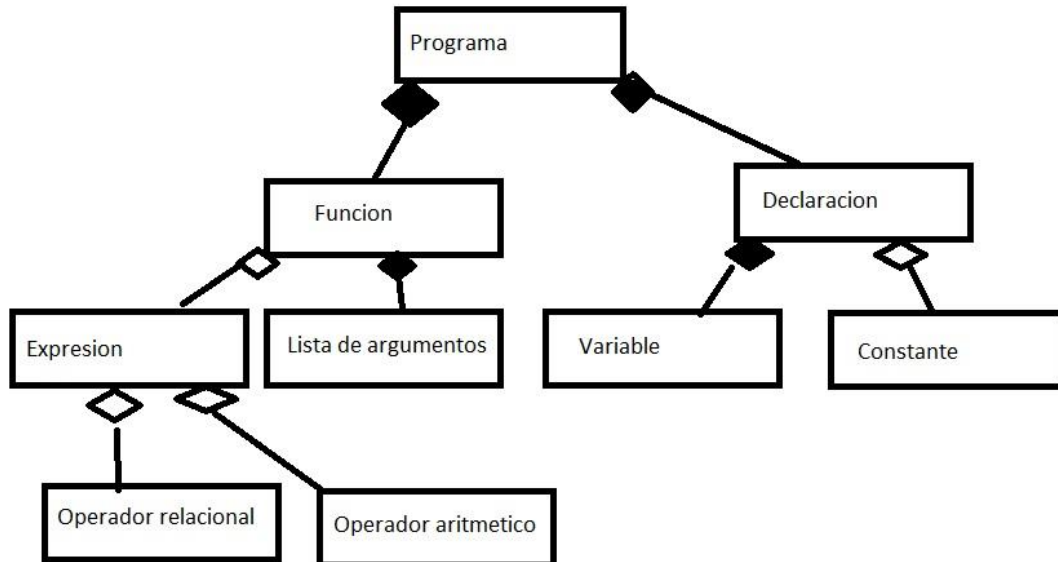 Programa
Funcion
Declaracion
Expresion
Lista de argumentos
Variable
Constante
Operador relacional
Operador aritmetico